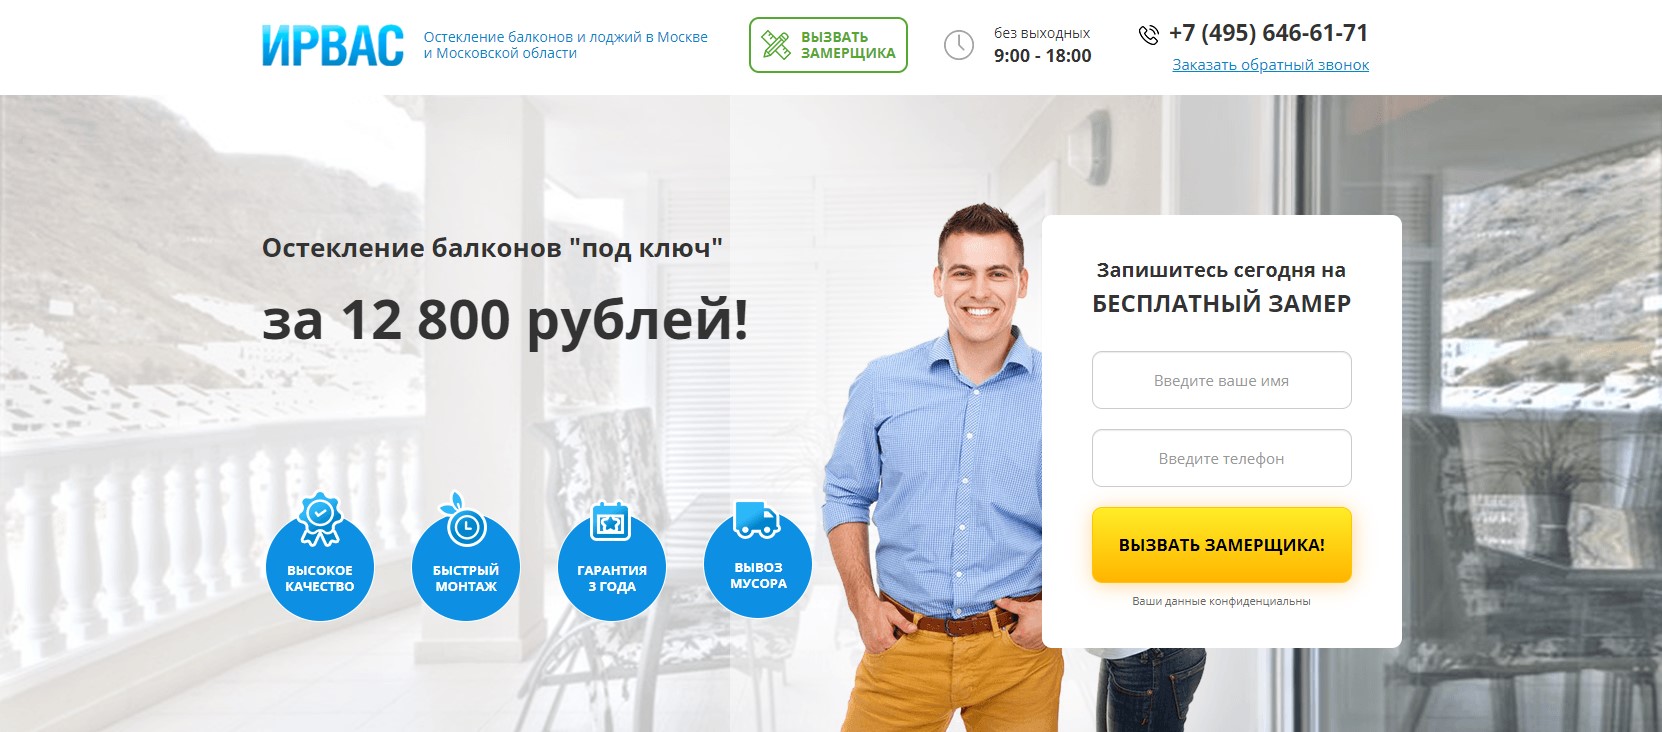 ИРВАС
Остекление балконов и лоджий в Москве
и Московской области
ВЫЗВАТЬ
ЗАМЕРЩИКА
без выходных
9:00 - 18:00
+7 (495) 646-61-71
Заказать обратный звонок
Остекление балконов "под ключ"
за 12 800 рублей!
ВЫСОКОЕ
КАЧЕСТВО
БЫСТРЫЙ
МОНТАЖ
ГАРАНТИЯ
3 ГОДА
ВЫВОЗ
МУСОРА
Запишитесь сегодня на
БЕСПЛАТНЫЙ ЗАМЕР
Введите ваше имя
Введите телефон
ВЫЗВАТЬ ЗАМЕРЩИКА!
Ваши данные конфиденциальны